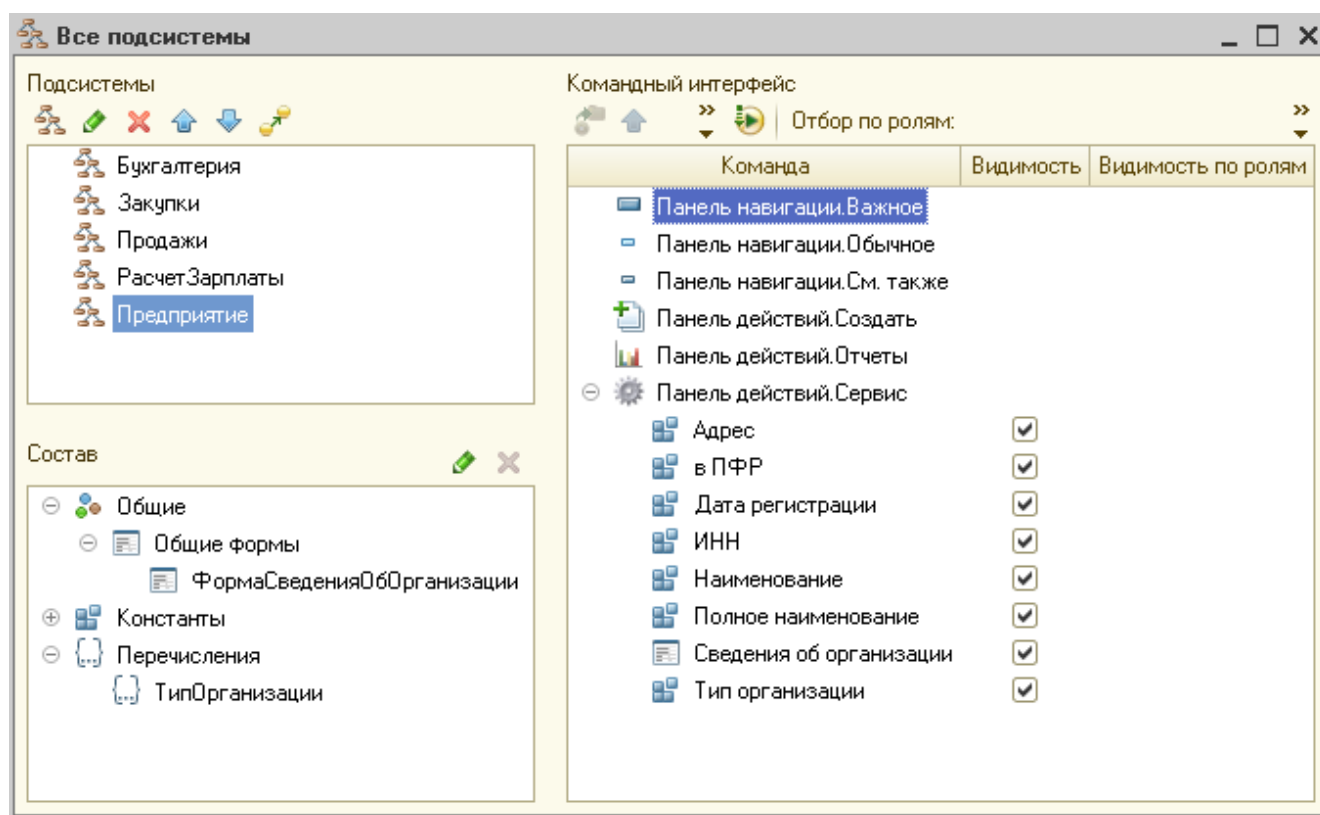 Все подсистемы
Подсистемы
Бухгалтерия
Закупки
Продажи
РасчетЗарплаты
Предприятие
Состав
Общие
Общие формы
ФормаСведенияОбОрганизации
Константы
Перечисления
ТипОрганизации
Командный интерфейс
Отбор по ролям:
Команда Видимость Видимость по ролям
Панель навигации.Важное
Панель навигации.Обычное
Панель навигации.См. также
Панель действий.Создать
Панель действий.Отчеты
Панель действий.Сервис
Адрес
в ПФР
Дата регистрации
ИНН
Наименование
Полное наименование
Сведения об организации
Тип организации